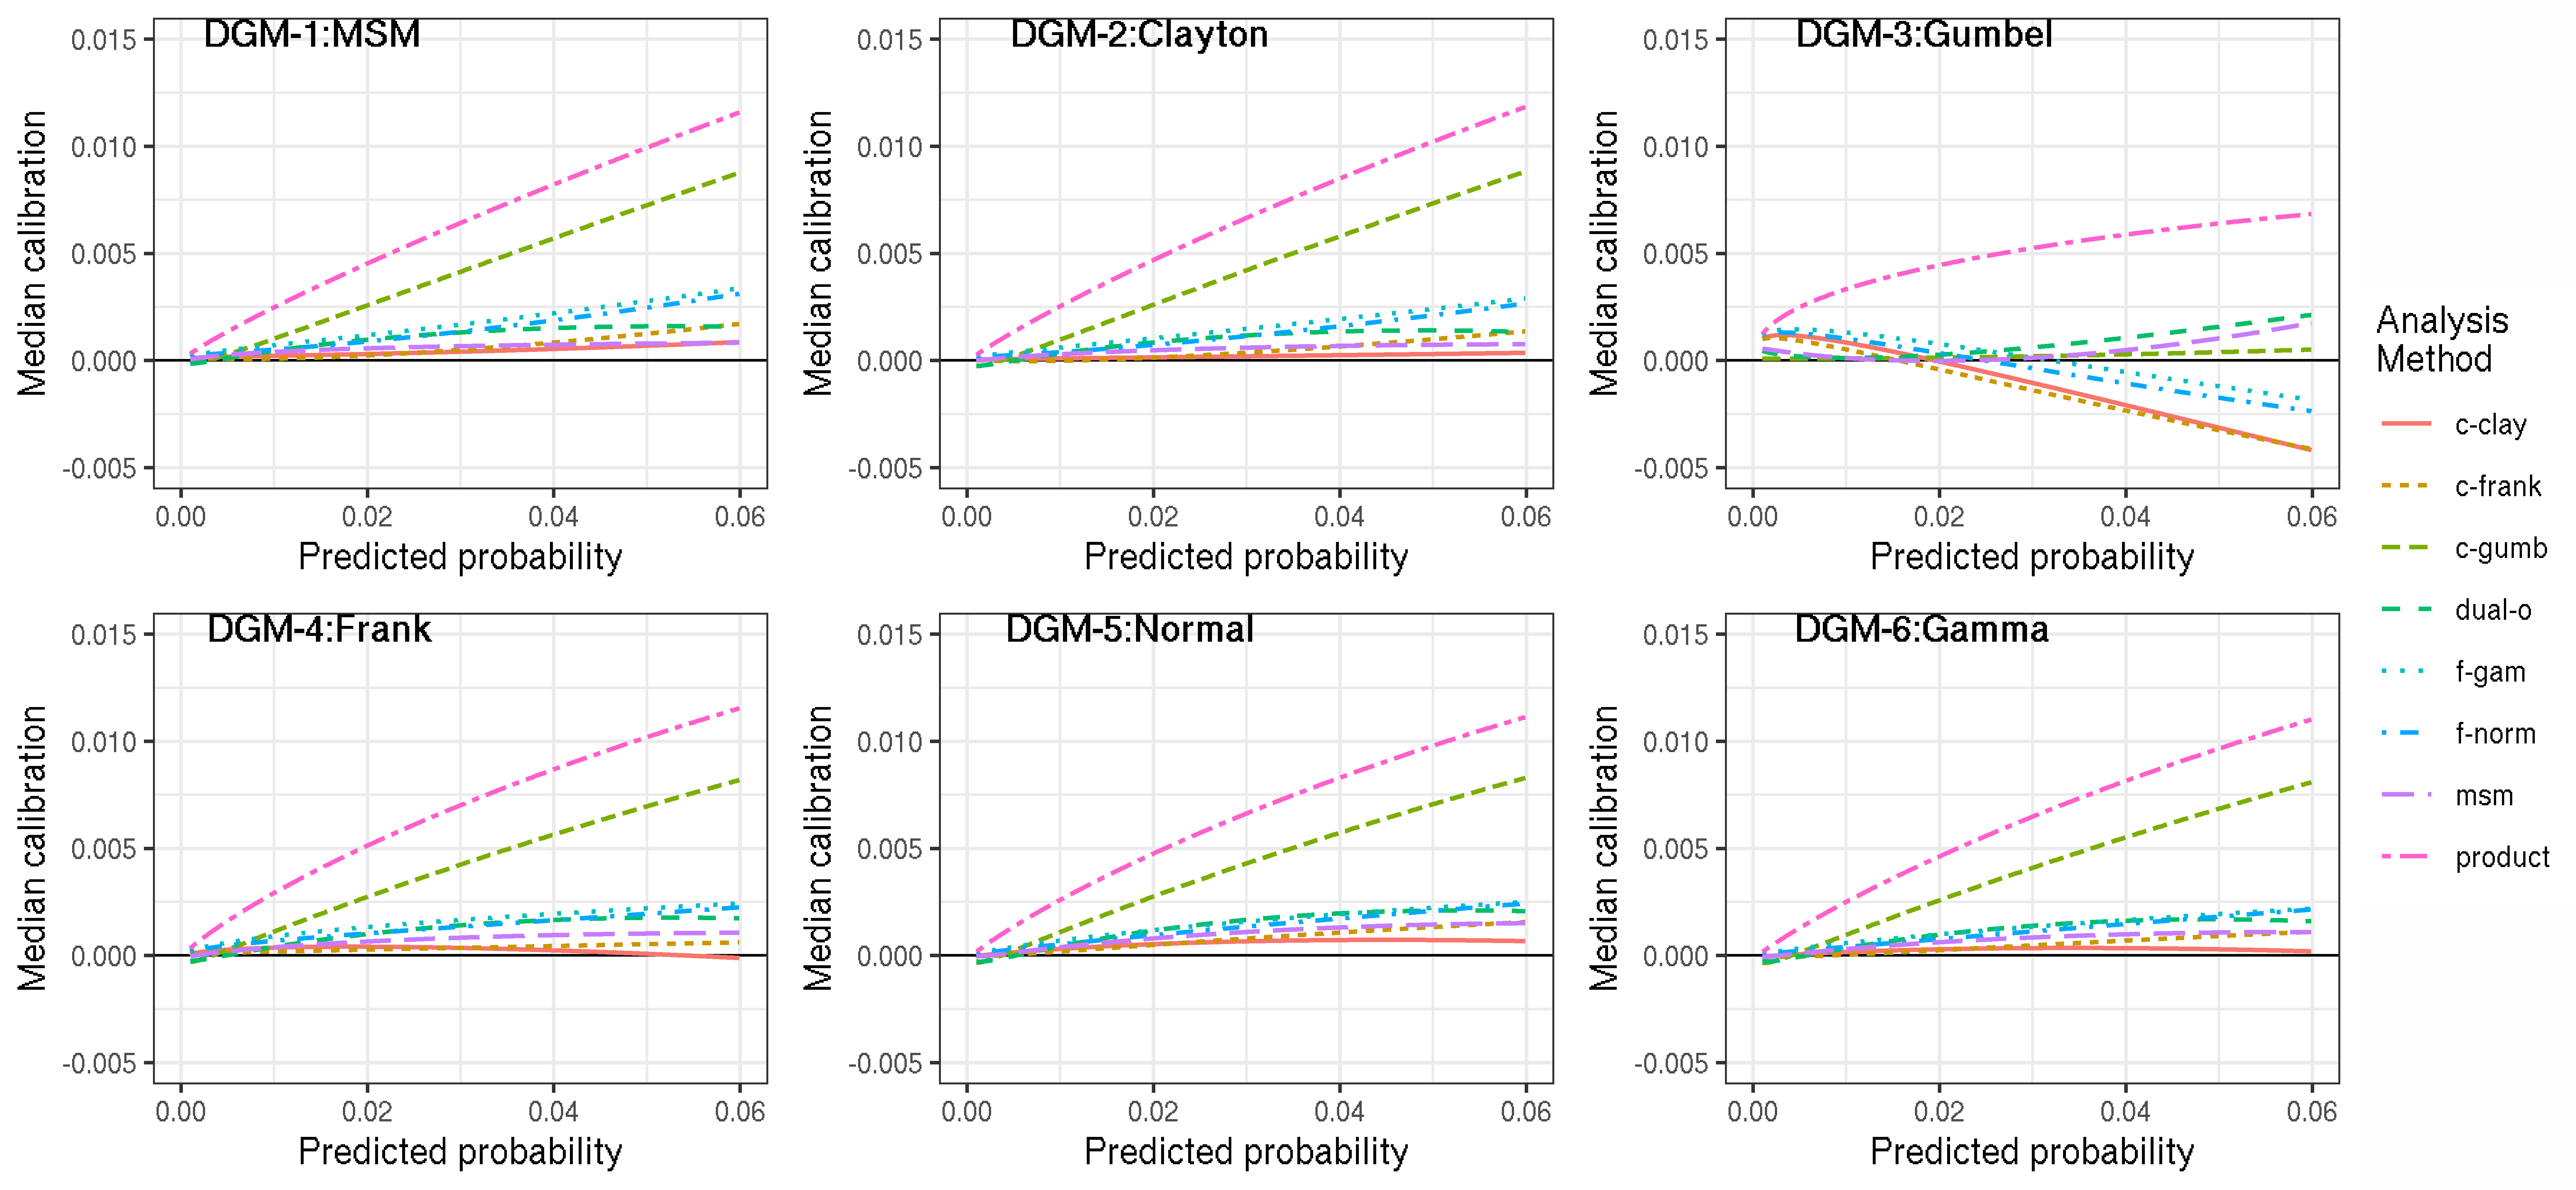 DGM-1:MSM
0.015
0.010
0.005
0.000
-0.005
Median calibration
0.00 0.02 0.04 0.06
Predicted probability
DGM-2:Clayton
0.015
0.010
0.005
0.000
-0.005
Median calibration
0.00 0.02 0.04 0.06
Predicted probability
DGM-3:Gumbel
0.015
0.010
0.005
0.000
-0.005
Median calibration
0.00 0.02 0.04 0.06
Predicted probability
DGM-4:Frank
0.015
0.010
0.005
0.000
-0.005
Median calibration
0.00 0.02 0.04 0.06
Predicted probability
DGM-5:Normal
0.015
0.010
0.005
0.000
-0.005
Median calibration
0.00 0.02 0.04 0.06
Predicted probability
DGM-6:Gamma
0.015
0.010
0.005
0.000
-0.005
Median calibration
0.00 0.02 0.04 0.06
Predicted probability
Analysis
Method
c-clay
c-frank
c-gumb
dual-o
f-gam
f-norm
msm
product